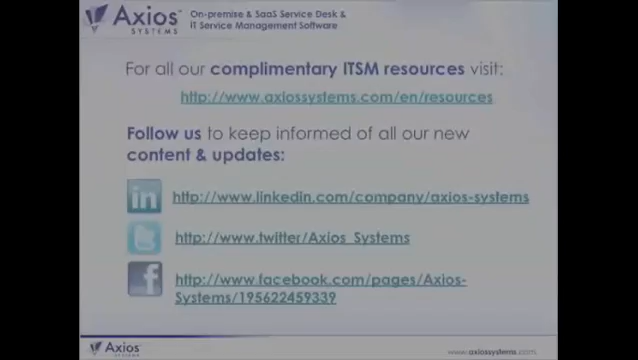 Axios™
SYSTEMS
On-premise & SaaS Service Desk &
IT Service Management Software
For all our complimentary ITSM resources visit:
http://www.axiossystems.com/en/resources
Follow us to keep informed of all our new
content & updates:
in
http://www.linkedin.com/company/axios-systems
t
http://www.twitter/Axios_Systems
f
http://www.facebook.com/pages/Axios-
Systems/195622459339
Axios
SYSTEMS
www.axiossystems.com